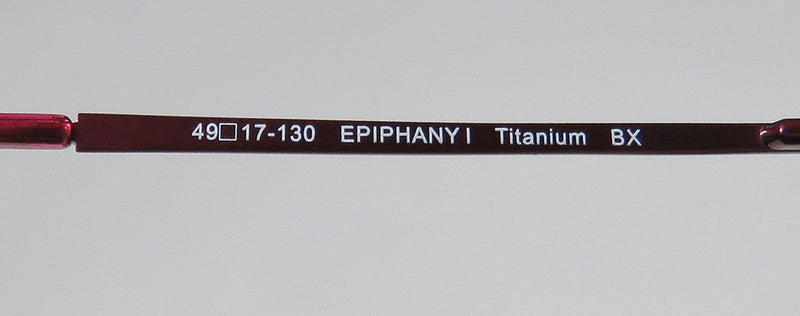 49□17-130 EPIPHANY I Titanium BX